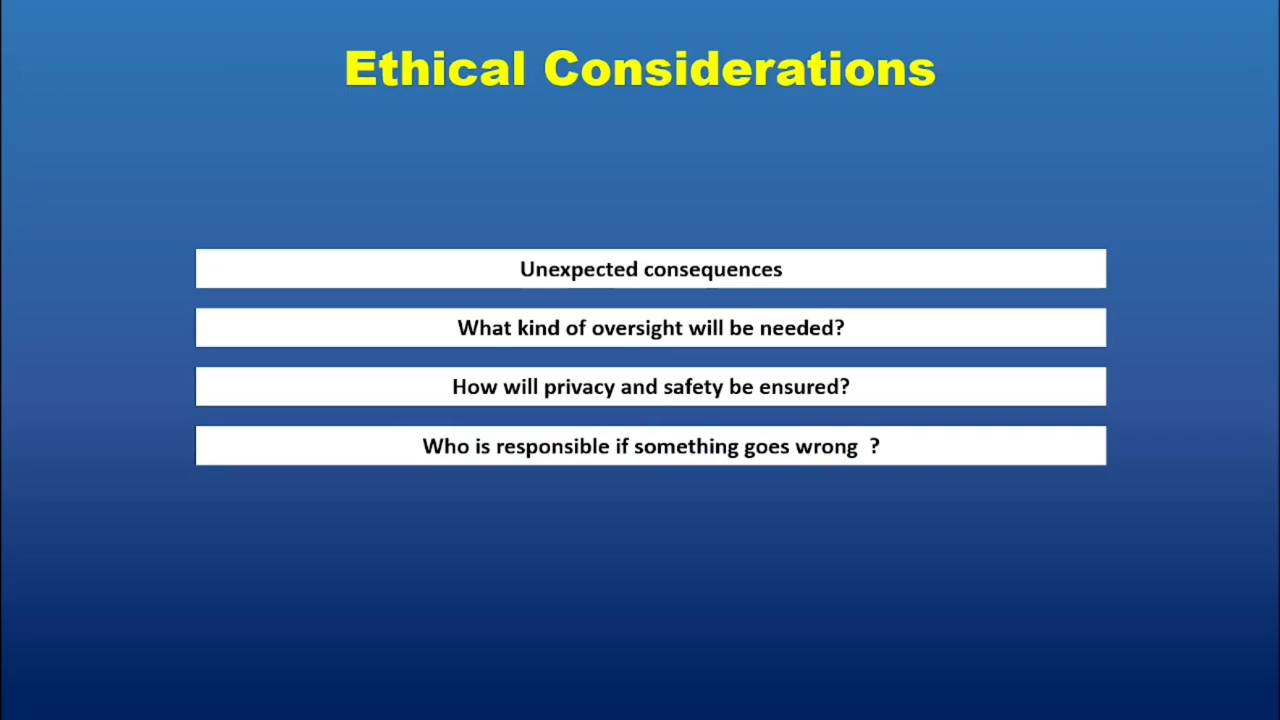 Ethical Considerations
Unexpected consequences
What kind of oversight will be needed?
How will privacy and safety be ensured?
Who is responsible if something goes wrong  ?